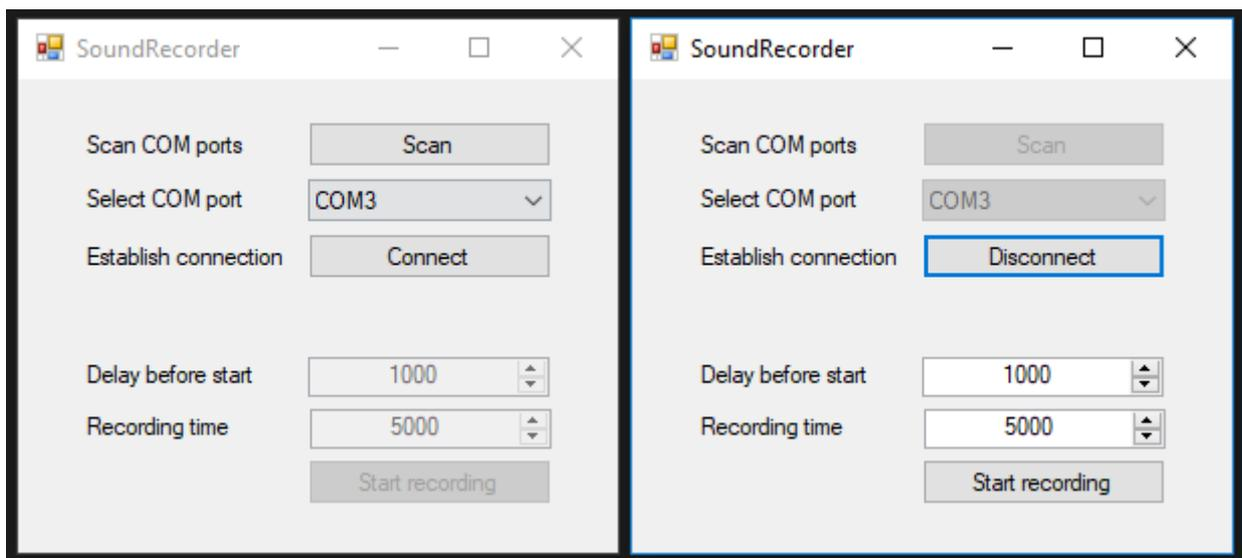 SoundRecorder
Scan COM ports Scan
Select COM port COM3
Establish connection Connect
Delay before start 1000
Recording time 5000
Start recording
SoundRecorder
Scan COM ports Scan
Select COM port COM3
Establish connection Disconnect
Delay before start 1000
Recording time 5000
Start recording